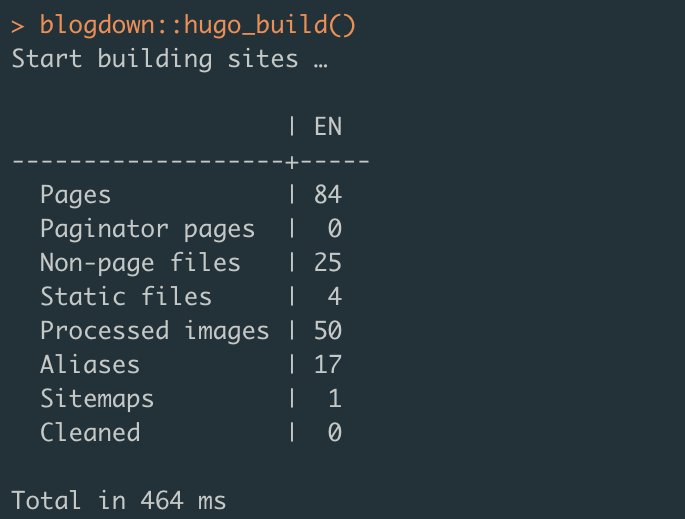 > blogdown::hugo_build()
Start building sites …
| EN
-------------------+-----
Pages | 84
Paginator pages | 0
Non-page files | 25
Static files | 4
Processed images | 50
Aliases | 17
Sitemaps | 1
Cleaned | 0
Total in 464 ms